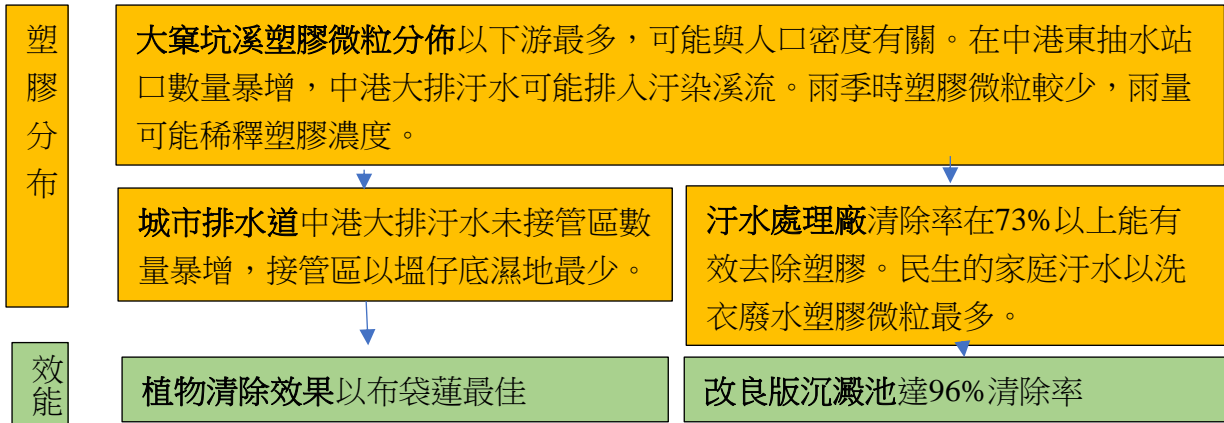 塑膠分布
大窠坑溪塑膠微粒分佈以下游最多，可能與人口密度有關。在中港東抽水站
口數量暴增，中港大排汙水可能排入汙染溪流。雨季時塑膠微粒較少，雨量
可能稀釋塑膠濃度。
城市排水道中港大排汙水未接管區數
量暴增，接管區以塭仔底濕地最少。
汙水處理廠清除率在73%以上能有
效去除塑膠。民生的家庭汙水以洗
衣廢水塑膠微粒最多。
效能
植物清除效果以布袋蓮最佳
改良版沉澱池達96%清除率